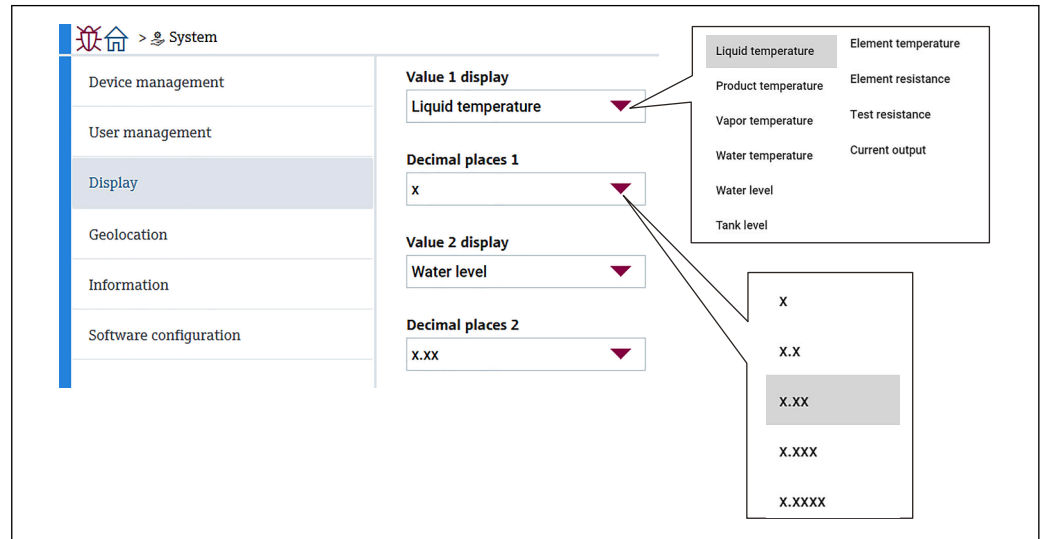 > System
Device management
User management
Display
Geolocation
Information
Software configuration
Value 1 display
Liquid temperature
Decimal places 1
x
Value 2 display
Water level
Decimal places 2
x.xx
Liquid temperature
Product temperature
Vapor temperature
Water temperature
Water level
Tank level
Element temperature
Element resistance
Test resistance
Current output
x
x.x
x.xx
x.xxx
x.xxxx